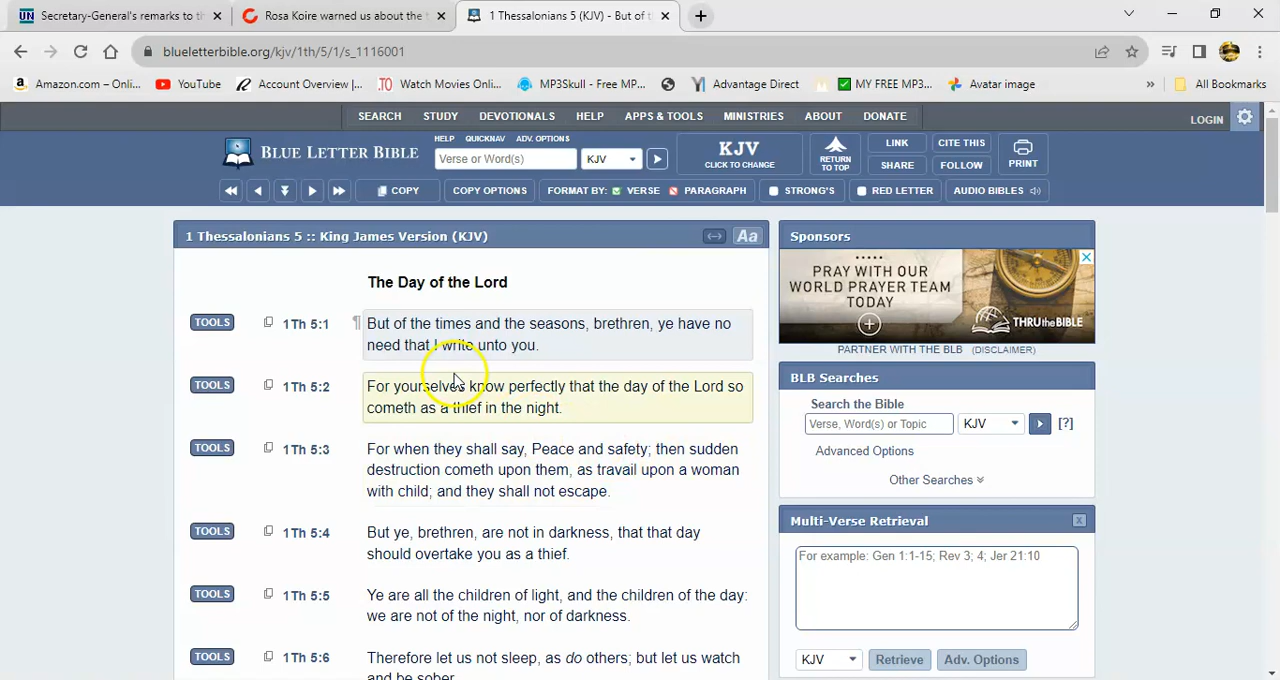 Secretary-General's remarks to th
Rosa Koire warned us about the t
1 Thessalonians 5 (KJV) - But of t
blueletterbible.org/kjv/1th/5/1/s_1116001
Amazon.com – Onli...
YouTube
Account Overview |...
Watch Movies Onli...
MP3Skull - Free MP...
Advantage Direct
MY FREE MP3...
Avatar image
»
All Bookmarks
SEARCH STUDY DEVOTIONALS HELP APPS & TOOLS MINISTRIES ABOUT DONATE
LOGIN
BLUE LETTER BIBLE
HELP QUICKNAV ADV. OPTIONS
Verse or Word(s)
KJV
KJV
CLICK TO CHANGE
RETURN
TO TOP
LINK
CITE THIS
SHARE
FOLLOW
PRINT
COPY
COPY OPTIONS
FORMAT BY: VERSE PARAGRAPH
STRONG'S
RED LETTER
AUDIO BIBLES
1 Thessalonians 5 :: King James Version (KJV)
Aa
The Day of the Lord
TOOLS 1Th 5:1 ¶ But of the times and the seasons, brethren, ye have no
need that I write unto you.
TOOLS 1Th 5:2 For yourselves know perfectly that the day of the Lord so
cometh as a thief in the night.
TOOLS 1Th 5:3 For when they shall say, Peace and safety; then sudden
destruction cometh upon them, as travail upon a woman
with child; and they shall not escape.
TOOLS 1Th 5:4 But ye, brethren, are not in darkness, that that day
should overtake you as a thief.
TOOLS 1Th 5:5 Ye are all the children of light, and the children of the day:
we are not of the night, nor of darkness.
TOOLS 1Th 5:6 Therefore let us not sleep, as do others; but let us watch
and be sober.
Sponsors
PRAY WITH OUR
WORLD PRAYER TEAM
TODAY
THRU the BIBLE
PARTNER WITH THE BLB (DISCLAIMER)
BLB Searches
Search the Bible
Verse, Word(s) or Topic
KJV
[?]
Advanced Options
Other Searches
Multi-Verse Retrieval
X
For example: Gen 1:1-15; Rev 3; 4; Jer 21:10
KJV
Retrieve
Adv. Options